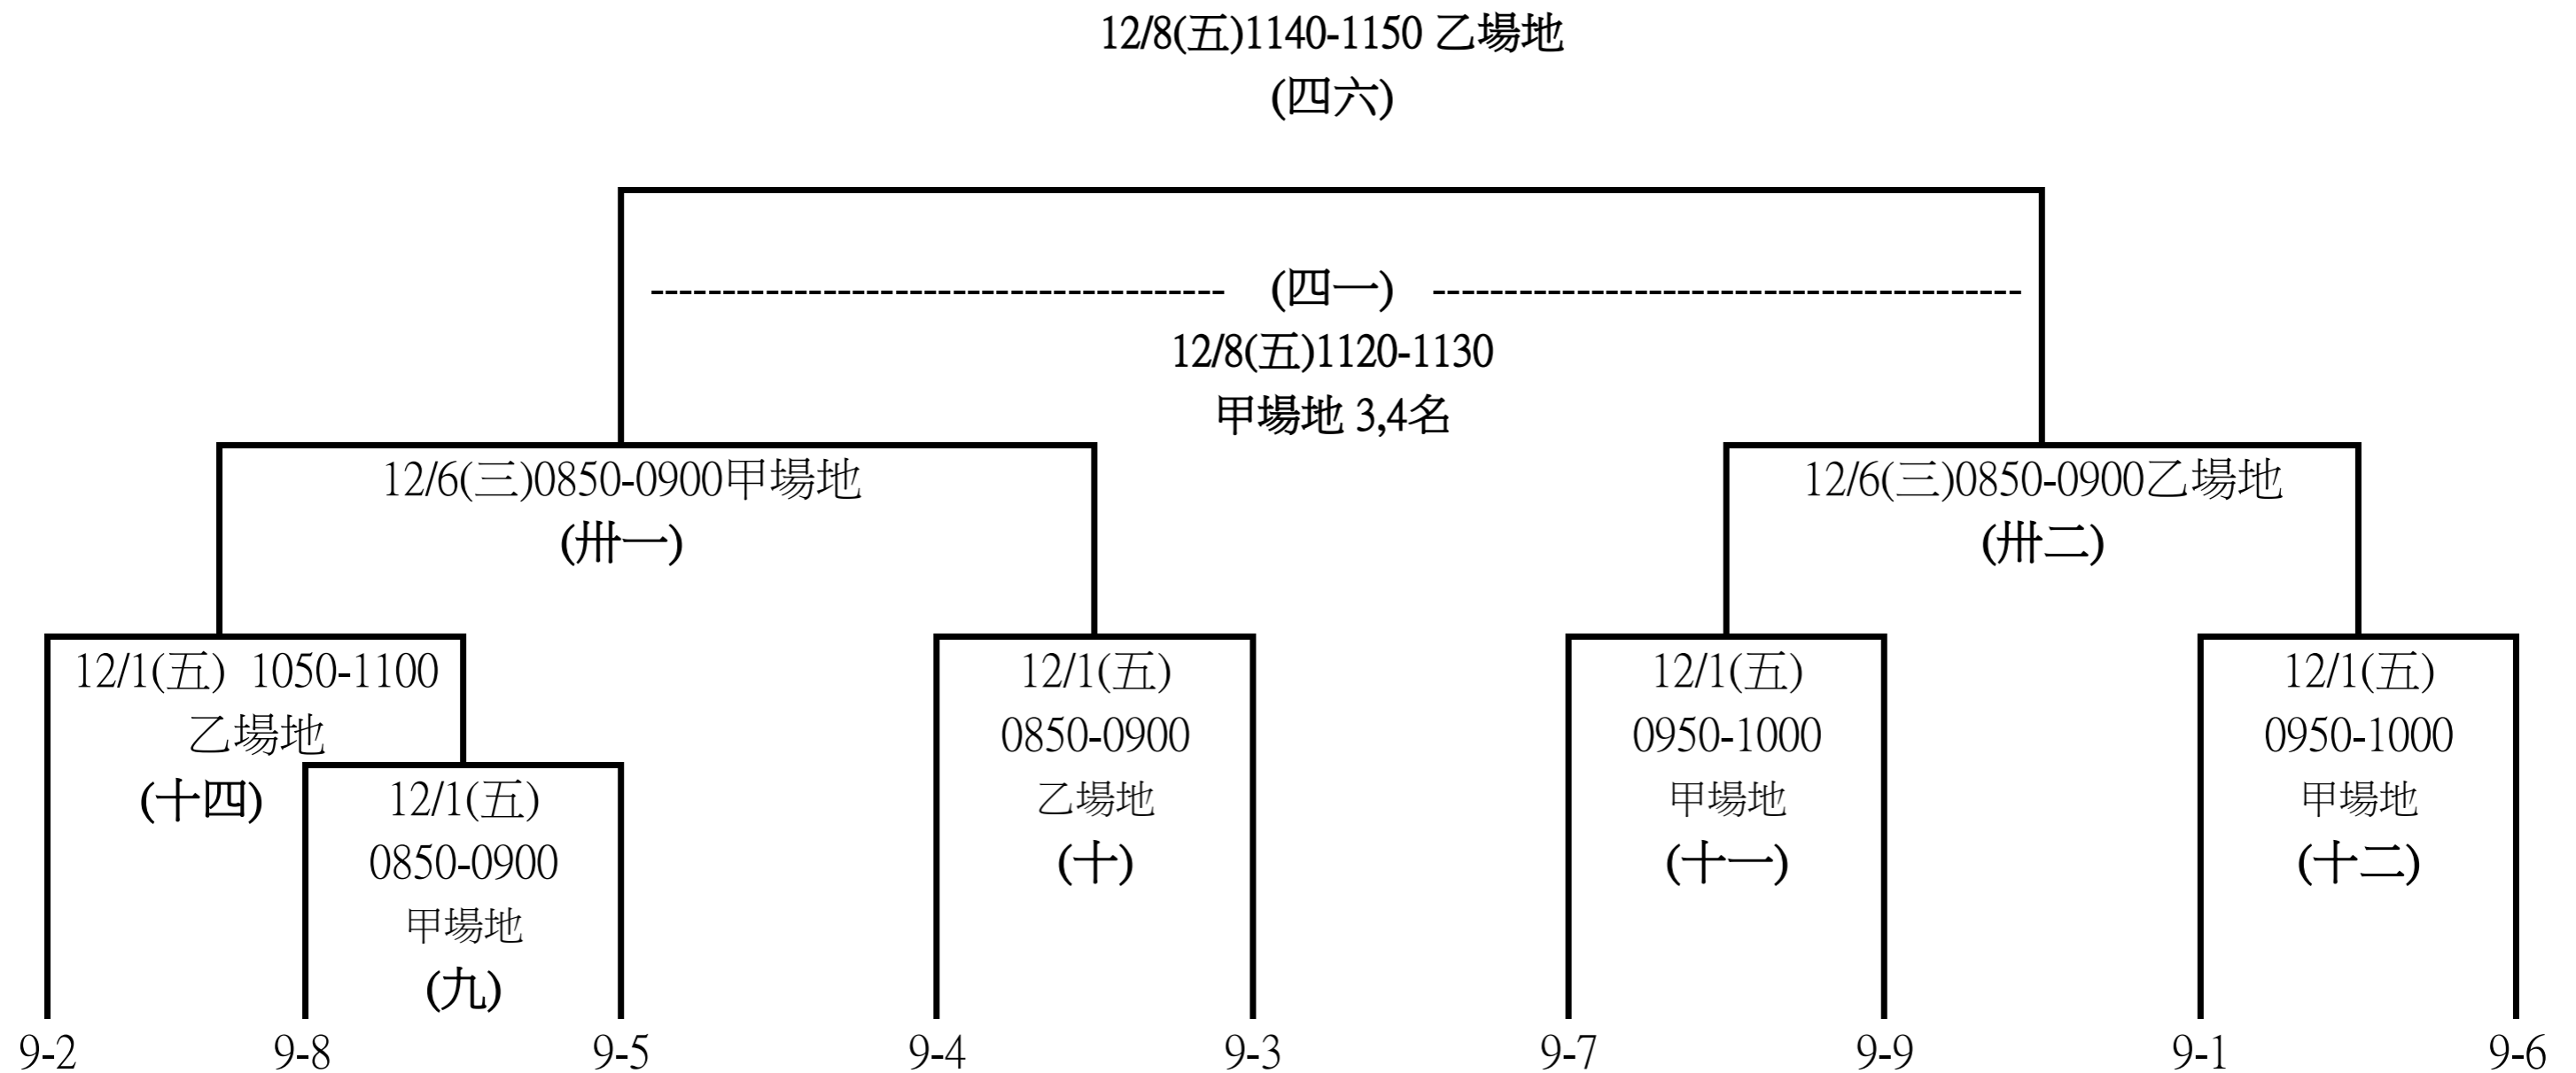 12/8(五)1140-1150 乙場地
(四六)
---------------------------------------- (四一) -----------------------------------------
12/8(五)1120-1130
甲場地 3,4名
12/6(三)0850-0900甲場地
(卅一)
12/6(三)0850-0900乙場地
(卅二)
12/1(五) 1050-1100
乙場地
(十四)
12/1(五)
0850-0900
甲場地
(九)
12/1(五)
0850-0900
乙場地
(十)
12/1(五)
0950-1000
甲場地
(十一)
12/1(五)
0950-1000
甲場地
(十二)
9-2 9-8 9-5 9-4 9-3 9-7 9-9 9-1 9-6